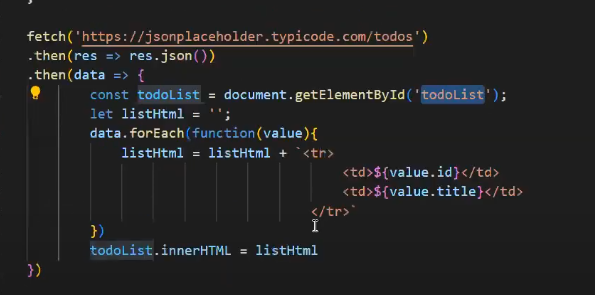 fetch('https://jsonplaceholder.typicode.com/todos')
.then(res => res.json())
.then(data => {
const todoList = document.getElementById('todoList');
let listHtml = '';
data.forEach(function(value){
listHtml = listHtml + `<tr>
<td>${value.id}</td>
<td>${value.title}</td>
</tr>`
})
todoList.innerHTML = listHtml
})